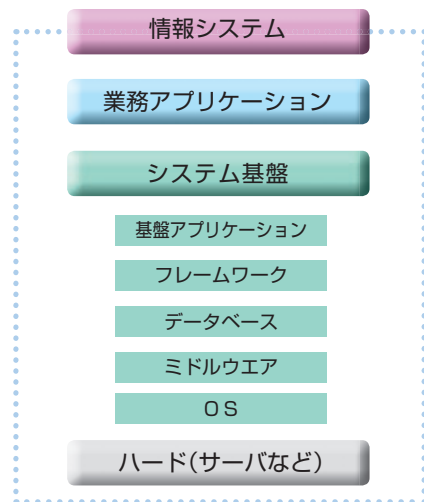 情報システム
業務アプリケーション
システム基盤
基盤アプリケーション
フレームワーク
データベース
ミドルウエア
ＯＳ
ハード(サーバなど)